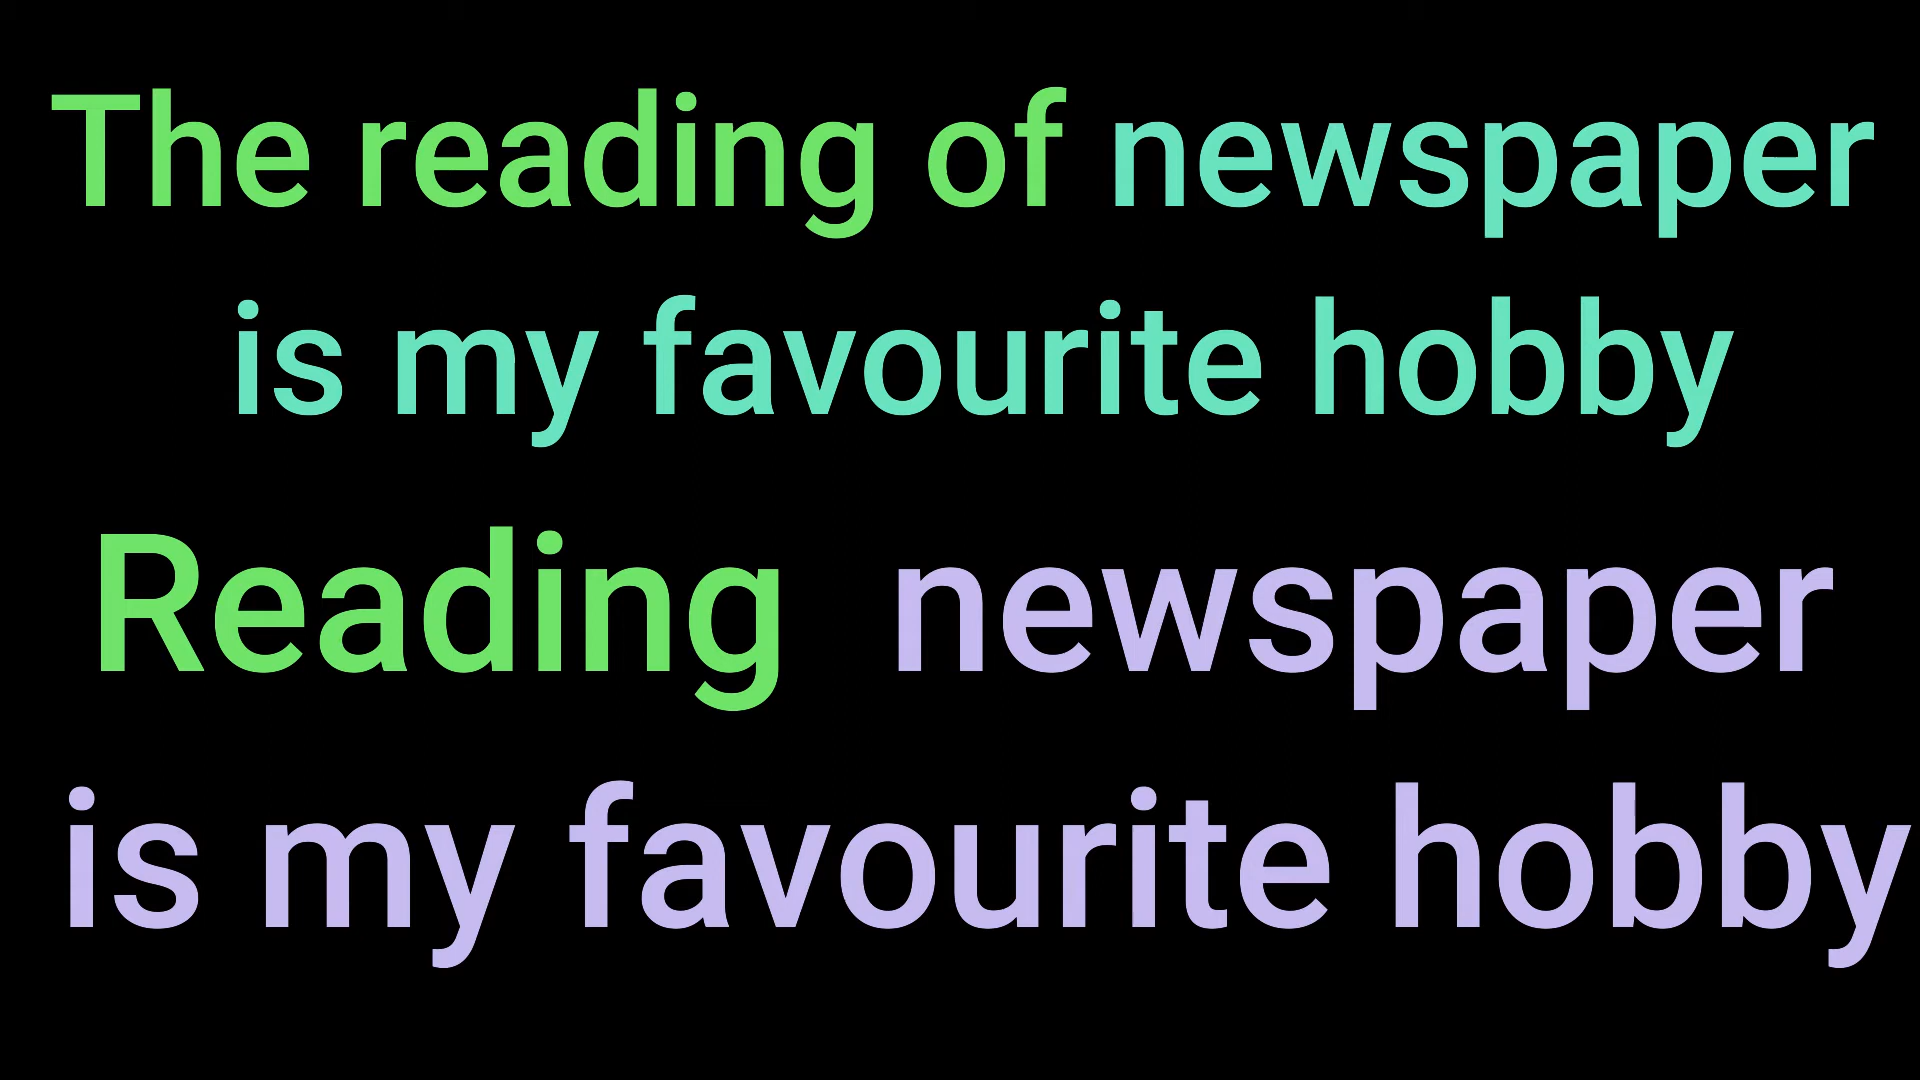 The reading of newspaper
is my favourite hobby
Reading newspaper
is my favourite hobby